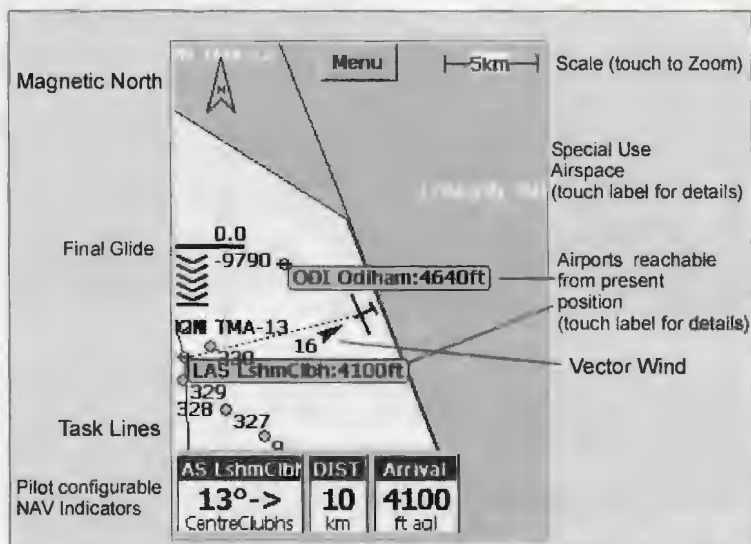 Magnetic North
Menu
5km
Scale (touch to Zoom)
N
Special Use
Airspace
(touch label for details)
Final Glide
0.0
-9790
ODI Odiham:4640ft
Airports reachable
from present
position
(touch label for details)
TMA-13
16
330
LAS LshmClbh:4100ft
Vector Wind
329
328
327
Task Lines
Pilot configurable
NAV Indicators
AS LshmClbh
13°->
CentreClubhs
DIST
10
km
Arrival
4100
ft agl